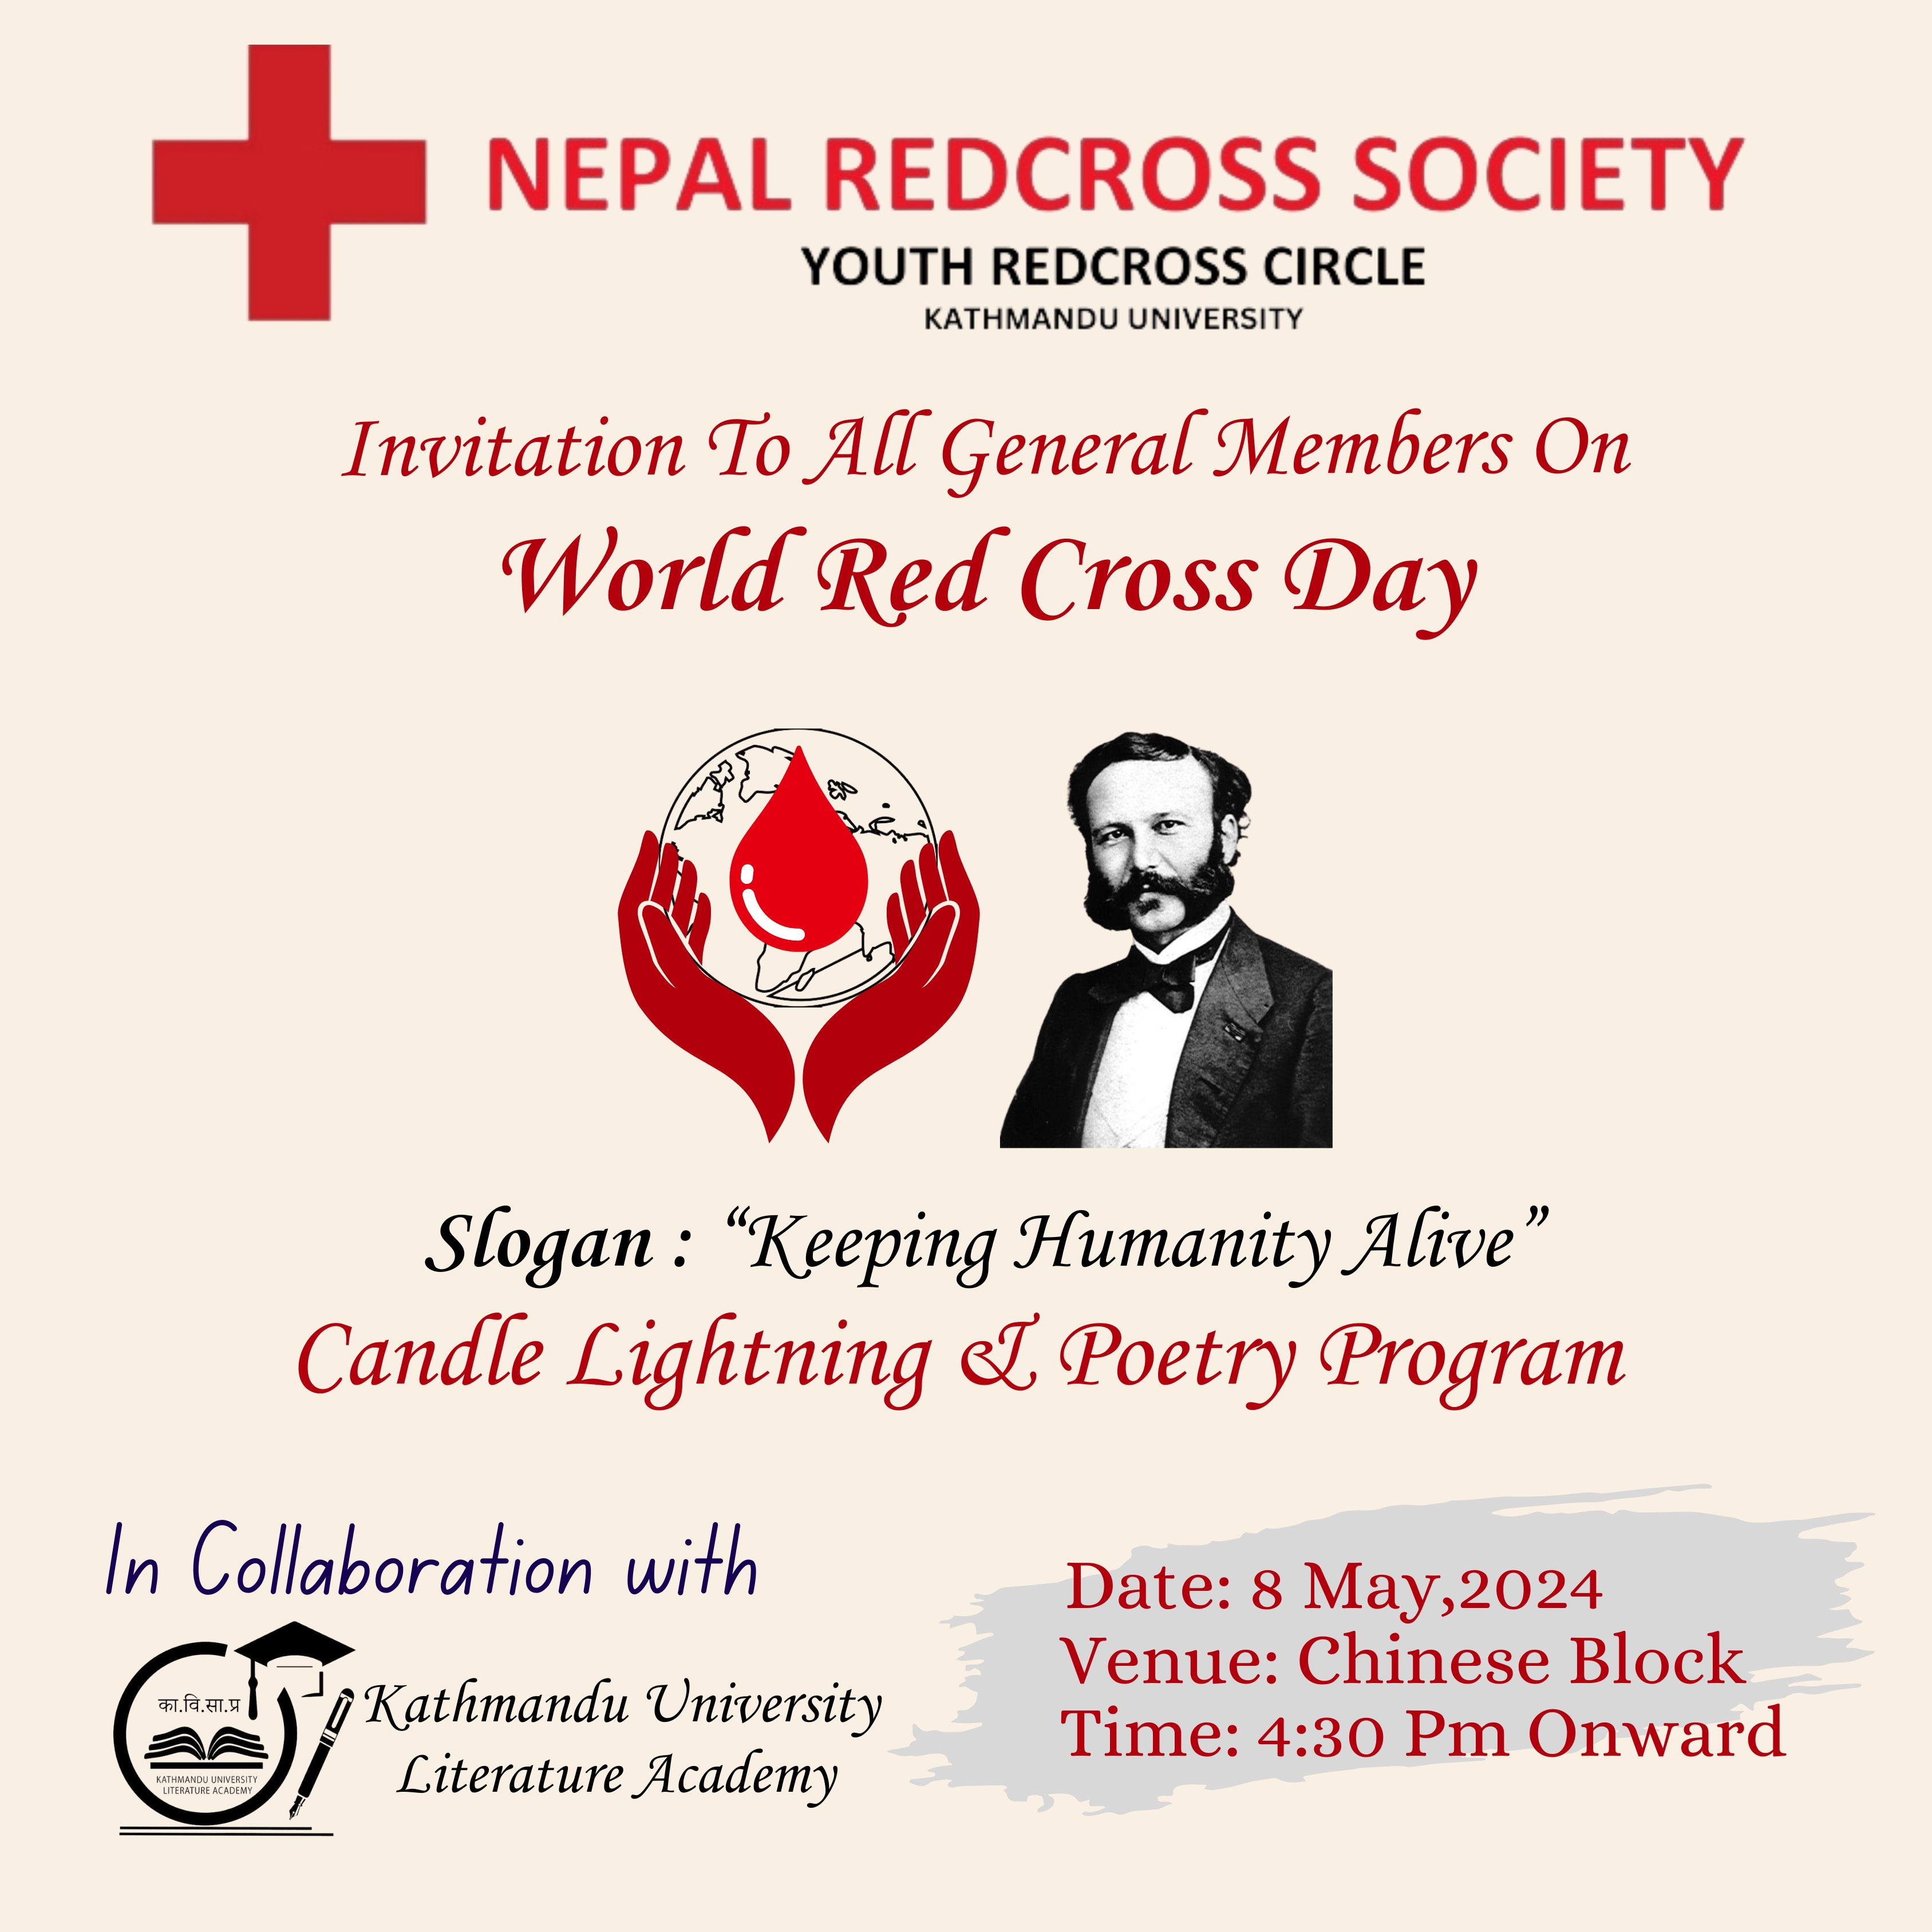 NEPAL REDCROSS SOCIETY
YOUTH REDCROSS CIRCLE
KATHMANDU UNIVERSITY
Invitation To All General Members On
World Red Cross Day
Slogan : “Keeping Humanity Alive”
Candle Lightning & Poetry Program
In Collaboration with
का.वि.सा.प्र
KATHMANDU UNIVERSITY
LITERATURE ACADEMY
Kathmandu University
Literature Academy
Date: 8 May,2024
Venue: Chinese Block
Time: 4:30 Pm Onward